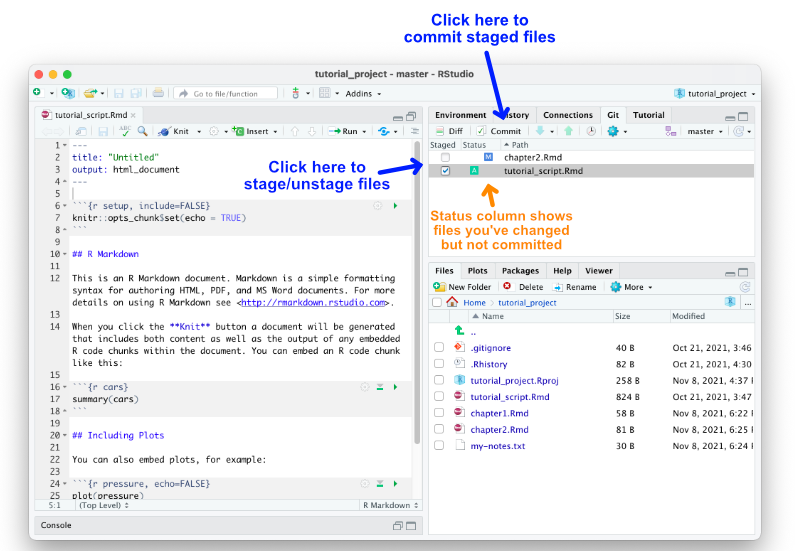 Click here to
commit staged files
tutorial_project - master - RStudio
Go to file/function
Addins
tutorial_project
tutorial_script.Rmd
ABC
Knit
Insert
Run
1 ---
2 title: "Untitled"
3 output: html_document
4 ---
5
6 ```{r setup, include=FALSE}
7 knitr::opts_chunk$set(echo = TRUE)
8 ```
9
10 ## R Markdown
11
12 This is an R Markdown document. Markdown is a simple formatting
syntax for authoring HTML, PDF, and MS Word documents. For more
details on using R Markdown see <http://rmarkdown.rstudio.com>.
13
14 When you click the **Knit** button a document will be generated
that includes both content as well as the output of any embedded
R code chunks within the document. You can embed an R code chunk
like this:
15
16 ```{r cars}
17 summary(cars)
18 ```
19
20 ## Including Plots
21
22 You can also embed plots, for example:
23
24 ```{r pressure, echo=FALSE}
25 plot(pressure)
5:1 (Top Level) R Markdown
Console
Click here to
stage/unstage files
Environment History Connections Git Tutorial
Diff Commit master
Staged Status Path
M chapter2.Rmd
A tutorial_script.Rmd
Status column shows
files you've changed
but not committed
Files Plots Packages Help Viewer
New Folder Delete Rename More
Home tutorial_project ...
Name Size Modified
..
.gitignore 40 B Oct 21, 2021, 3:46
.Rhistory 82 B Oct 21, 2021, 4:30
tutorial_project.Rproj 258 B Nov 8, 2021, 4:37 P
tutorial_script.Rmd 824 B Oct 21, 2021, 3:47
chapter1.Rmd 58 B Nov 8, 2021, 6:22 P
chapter2.Rmd 81 B Nov 8, 2021, 6:25 P
my-notes.txt 30 B Nov 8, 2021, 6:24 P